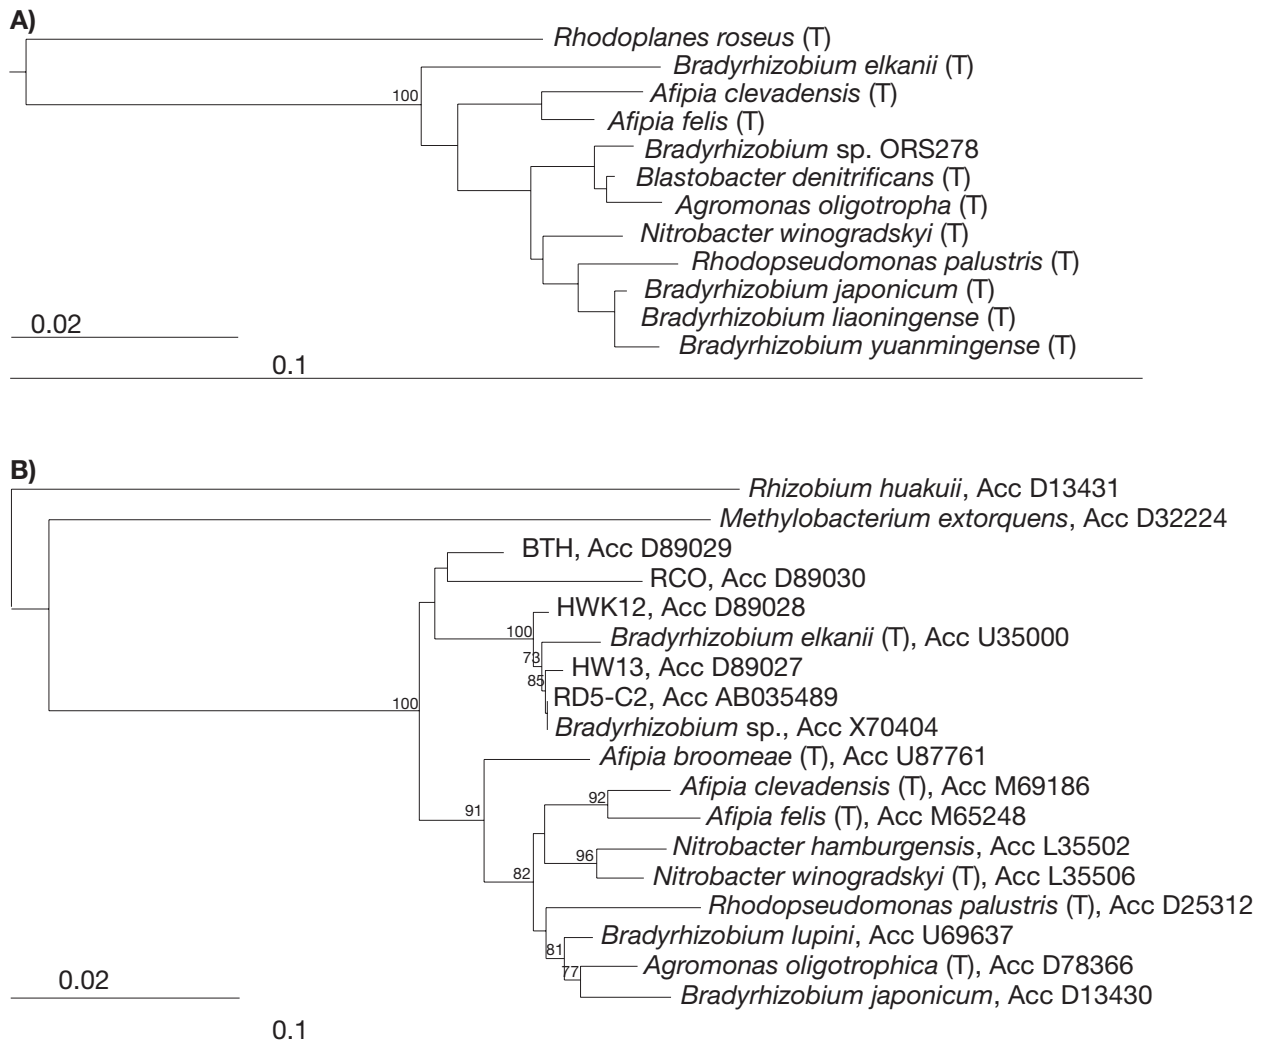 A)
Rhodoplanes roseus (T)
Bradyrhizobium elkanii (T)
100
Afipia clevadensis (T)
Afipia felis (T)
Bradyrhizobium sp. ORS278
Blastobacter denitrificans (T)
Agromonas oligotropha (T)
Nitrobacter winogradskyi (T)
Rhodopseudomonas palustris (T)
Bradyrhizobium japonicum (T)
Bradyrhizobium liaoningense (T)
0.02
Bradyrhizobium yuanmingense (T)
0.1
B)
Rhizobium huakuii, Acc D13431
Methylobacterium extorquens, Acc D32224
BTH, Acc D89029
RCO, Acc D89030
HWK12, Acc D89028
100
Bradyrhizobium elkanii (T), Acc U35000
73
HW13, Acc D89027
85
RD5-C2, Acc AB035489
100
Bradyrhizobium sp., Acc X70404
Afipia broomeae (T), Acc U87761
Afipia clevadensis (T), Acc M69186
92
91
Afipia felis (T), Acc M65248
Nitrobacter hamburgensis, Acc L35502
96
82
Nitrobacter winogradskyi (T), Acc L35506
Rhodopseudomonas palustris (T), Acc D25312
Bradyrhizobium lupini, Acc U69637
81
Agromonas oligotrophica (T), Acc D78366
77
0.02
Bradyrhizobium japonicum, Acc D13430
0.1